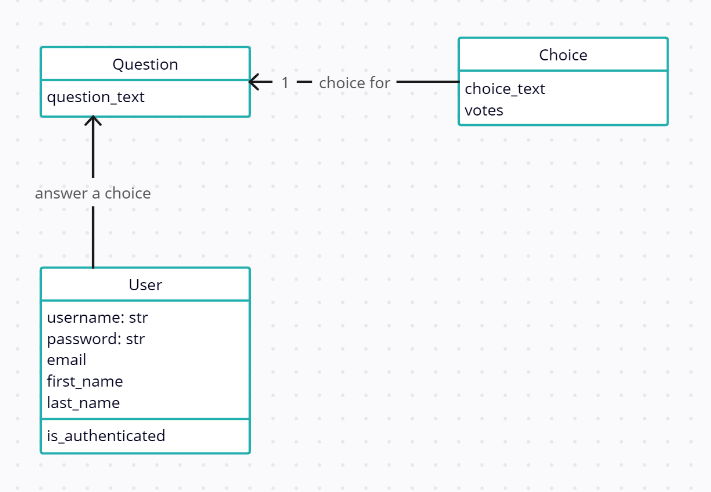 Question
question_text
1
choice for
Choice
choice_text
votes
answer a choice
User
username: str
password: str
email
first_name
last_name
is_authenticated